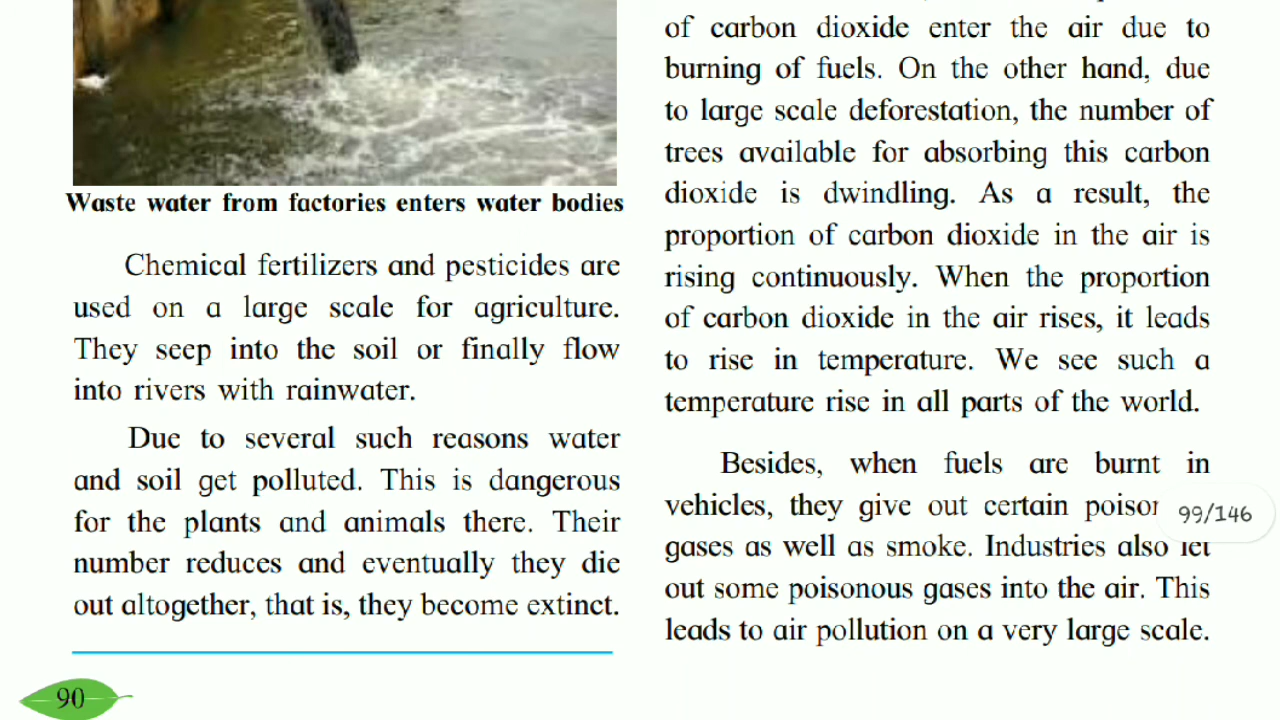 Waste water from factories enters water bodies
Chemical fertilizers and pesticides are
used on a large scale for agriculture.
They seep into the soil or finally flow
into rivers with rainwater.
Due to several such reasons water
and soil get polluted. This is dangerous
for the plants and animals there. Their
number reduces and eventually they die
out altogether, that is, they become extinct.
90
of carbon dioxide enter the air due to
burning of fuels. On the other hand, due
to large scale deforestation, the number of
trees available for absorbing this carbon
dioxide is dwindling. As a result, the
proportion of carbon dioxide in the air is
rising continuously. When the proportion
of carbon dioxide in the air rises, it leads
to rise in temperature. We see such a
temperature rise in all parts of the world.
Besides, when fuels are burnt in
vehicles, they give out certain
gases as well as smoke. Industries also let
out some poisonous gases into the air. This
leads to air pollution on a very large scale.
99/146